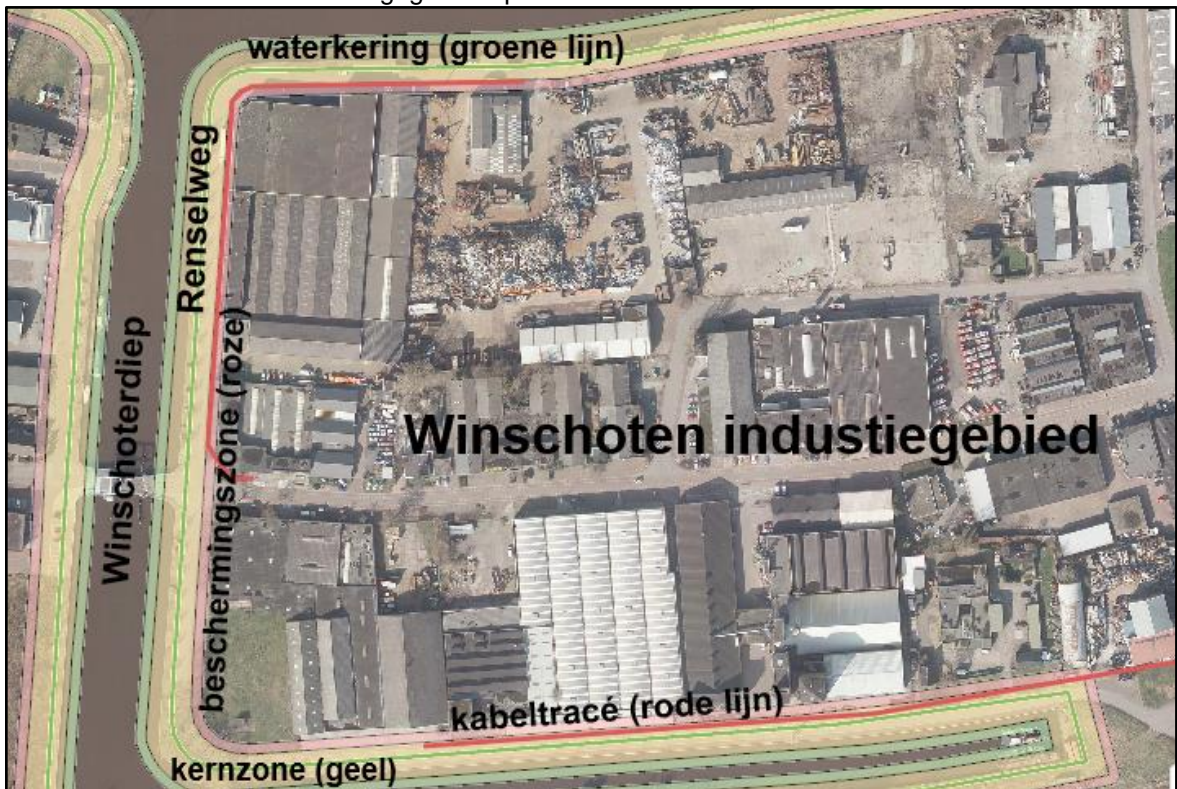 waterkering (groene lijn)
Renselweg
beschermingszone (roze)
Winschoterdiep
Winschoten industiegebied
kabeltracé (rode lijn)
kernzone (geel)